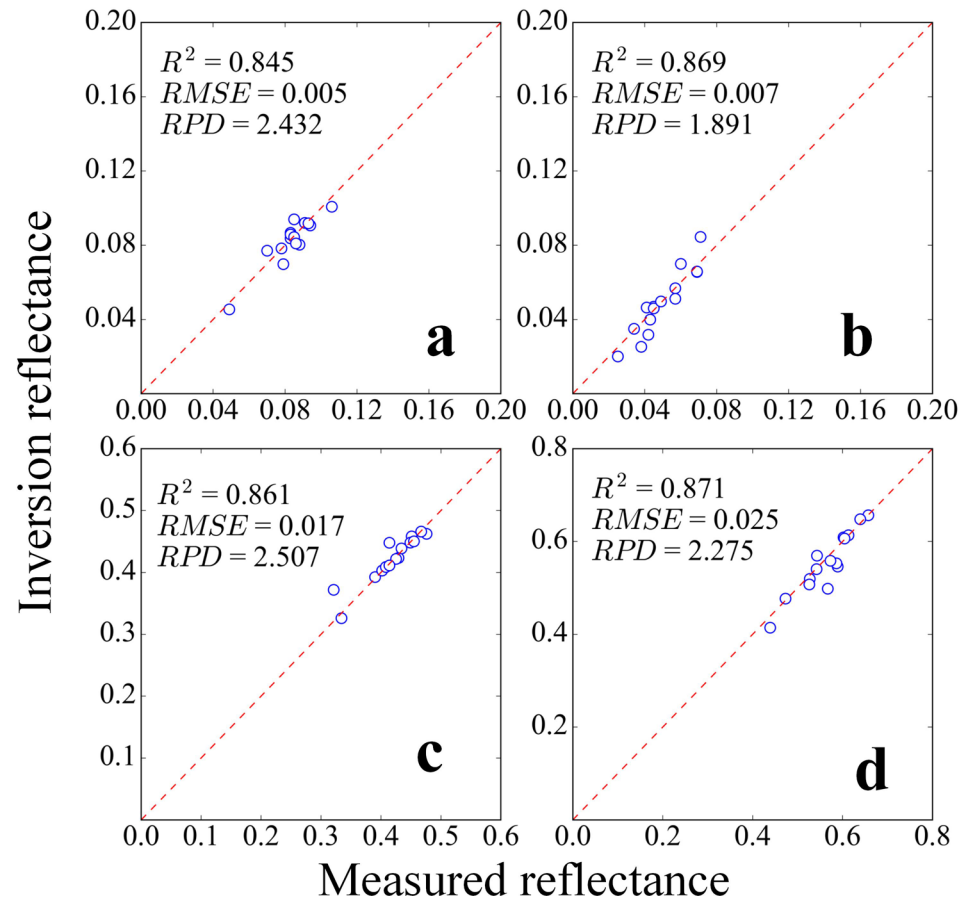 Inversion reflectance
0.20
0.16
0.12
0.08
0.04
R² = 0.845
RMSE = 0.005
RPD = 2.432
a
0.00 0.04 0.08 0.12 0.16 0.20
0.20
0.16
0.12
0.08
0.04
R² = 0.869
RMSE = 0.007
RPD = 1.891
b
0.00 0.04 0.08 0.12 0.16 0.20
0.6
0.5
0.4
0.3
0.2
0.1
R² = 0.861
RMSE = 0.017
RPD = 2.507
c
0.0 0.1 0.2 0.3 0.4 0.5 0.6
0.8
0.6
0.4
0.2
R² = 0.871
RMSE = 0.025
RPD = 2.275
d
0.0 0.2 0.4 0.6 0.8
Measured reflectance